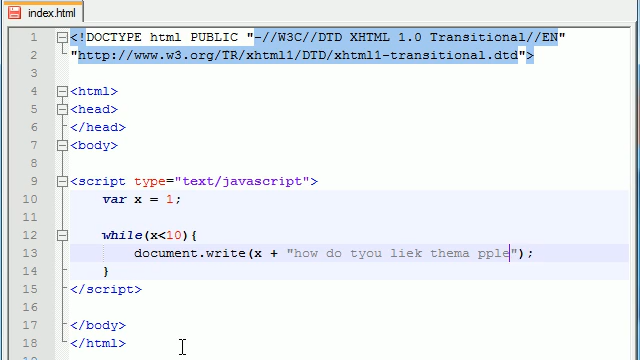 index.html
1 <!DOCTYPE html PUBLIC "-//W3C//DTD XHTML 1.0 Transitional//EN"
2 "http://www.w3.org/TR/xhtml1/DTD/xhtml1-transitional.dtd">
3
4 <html>
5 <head>
6 </head>
7 <body>
8
9 <script type="text/javascript">
10 var x = 1;
11
12 while(x<10){
13 document.write(x + "how do tyou liek thema pple");
14 }
15 </script>
16
17 </body>
18 </html>